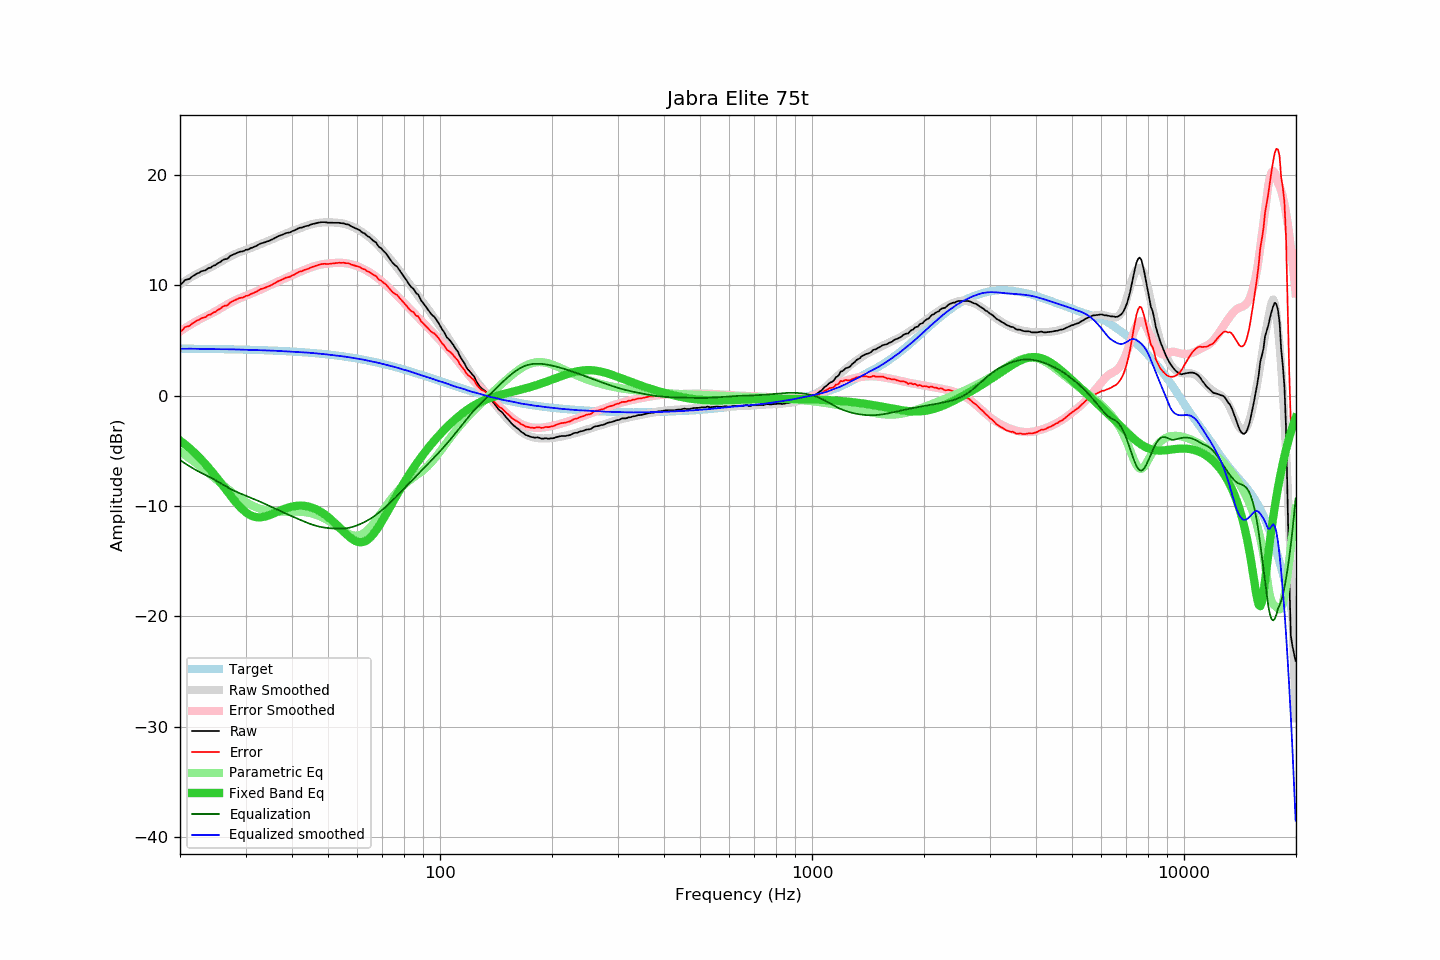 Jabra Elite 75t
Amplitude (dBr)
20
10
0
−10
−20
−30
−40
Target
Raw Smoothed
Error Smoothed
Raw
Error
Parametric Eq
Fixed Band Eq
Equalization
Equalized smoothed
100
1000
10000
Frequency (Hz)